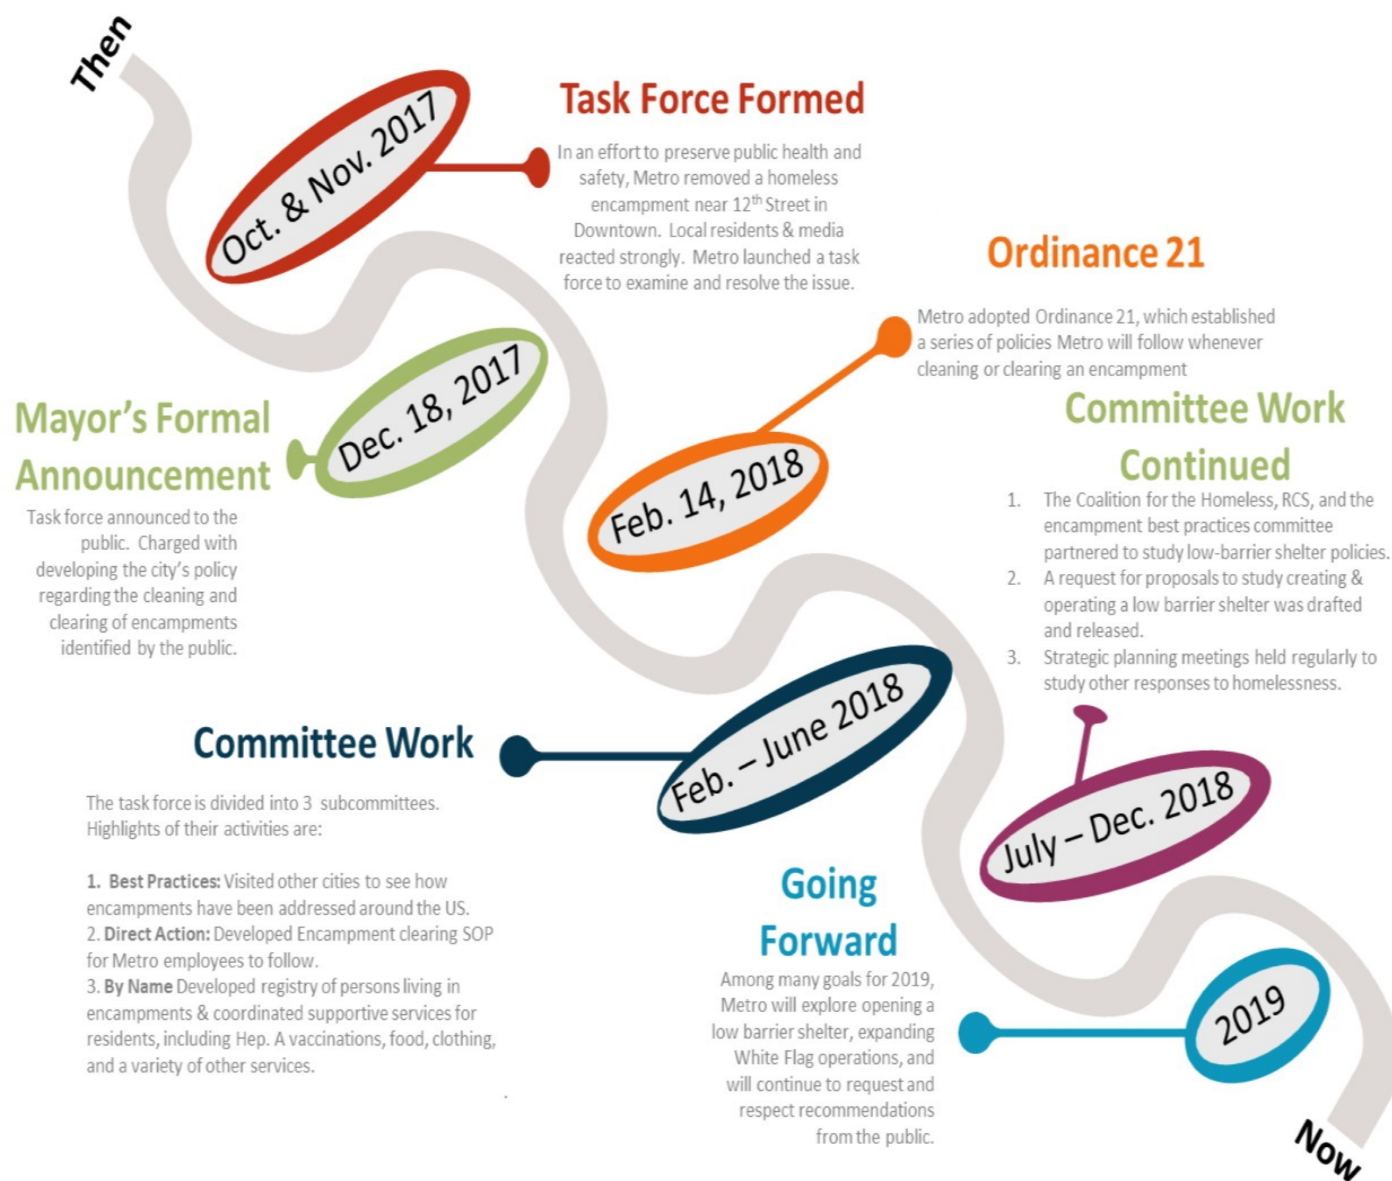 Then
Oct. & Nov. 2017
Task Force Formed
In an effort to preserve public health and
safety, Metro removed a homeless
encampment near 12th Street in
Downtown. Local residents & media
reacted strongly. Metro launched a task
force to examine and resolve the issue.
Dec. 18, 2017
Mayor’s Formal
Announcement
Task force announced to the
public. Charged with
developing the city’s policy
regarding the cleaning and
clearing of encampments
identified by the public.
Ordinance 21
Metro adopted Ordinance 21, which established
a series of policies Metro will follow whenever
cleaning or clearing an encampment
Feb. 14, 2018
Committee Work
The task force is divided into 3 subcommittees.
Highlights of their activities are:
1. Best Practices: Visited other cities to see how
encampments have been addressed around the US.
2. Direct Action: Developed Encampment clearing SOP
for Metro employees to follow.
3. By Name Developed registry of persons living in
encampments & coordinated supportive services for
residents, including Hep. A vaccinations, food, clothing,
and a variety of other services.
.
Feb. – June 2018
Committee Work
Continued
1. The Coalition for the Homeless, RCS, and the
encampment best practices committee
partnered to study low-barrier shelter policies.
2. A request for proposals to study creating &
operating a low barrier shelter was drafted
and released.
3. Strategic planning meetings held regularly to
study other responses to homelessness.
July – Dec. 2018
Going
Forward
Among many goals for 2019,
Metro will explore opening a
low barrier shelter, expanding
White Flag operations, and
will continue to request and
respect recommendations
from the public.
2019
Now